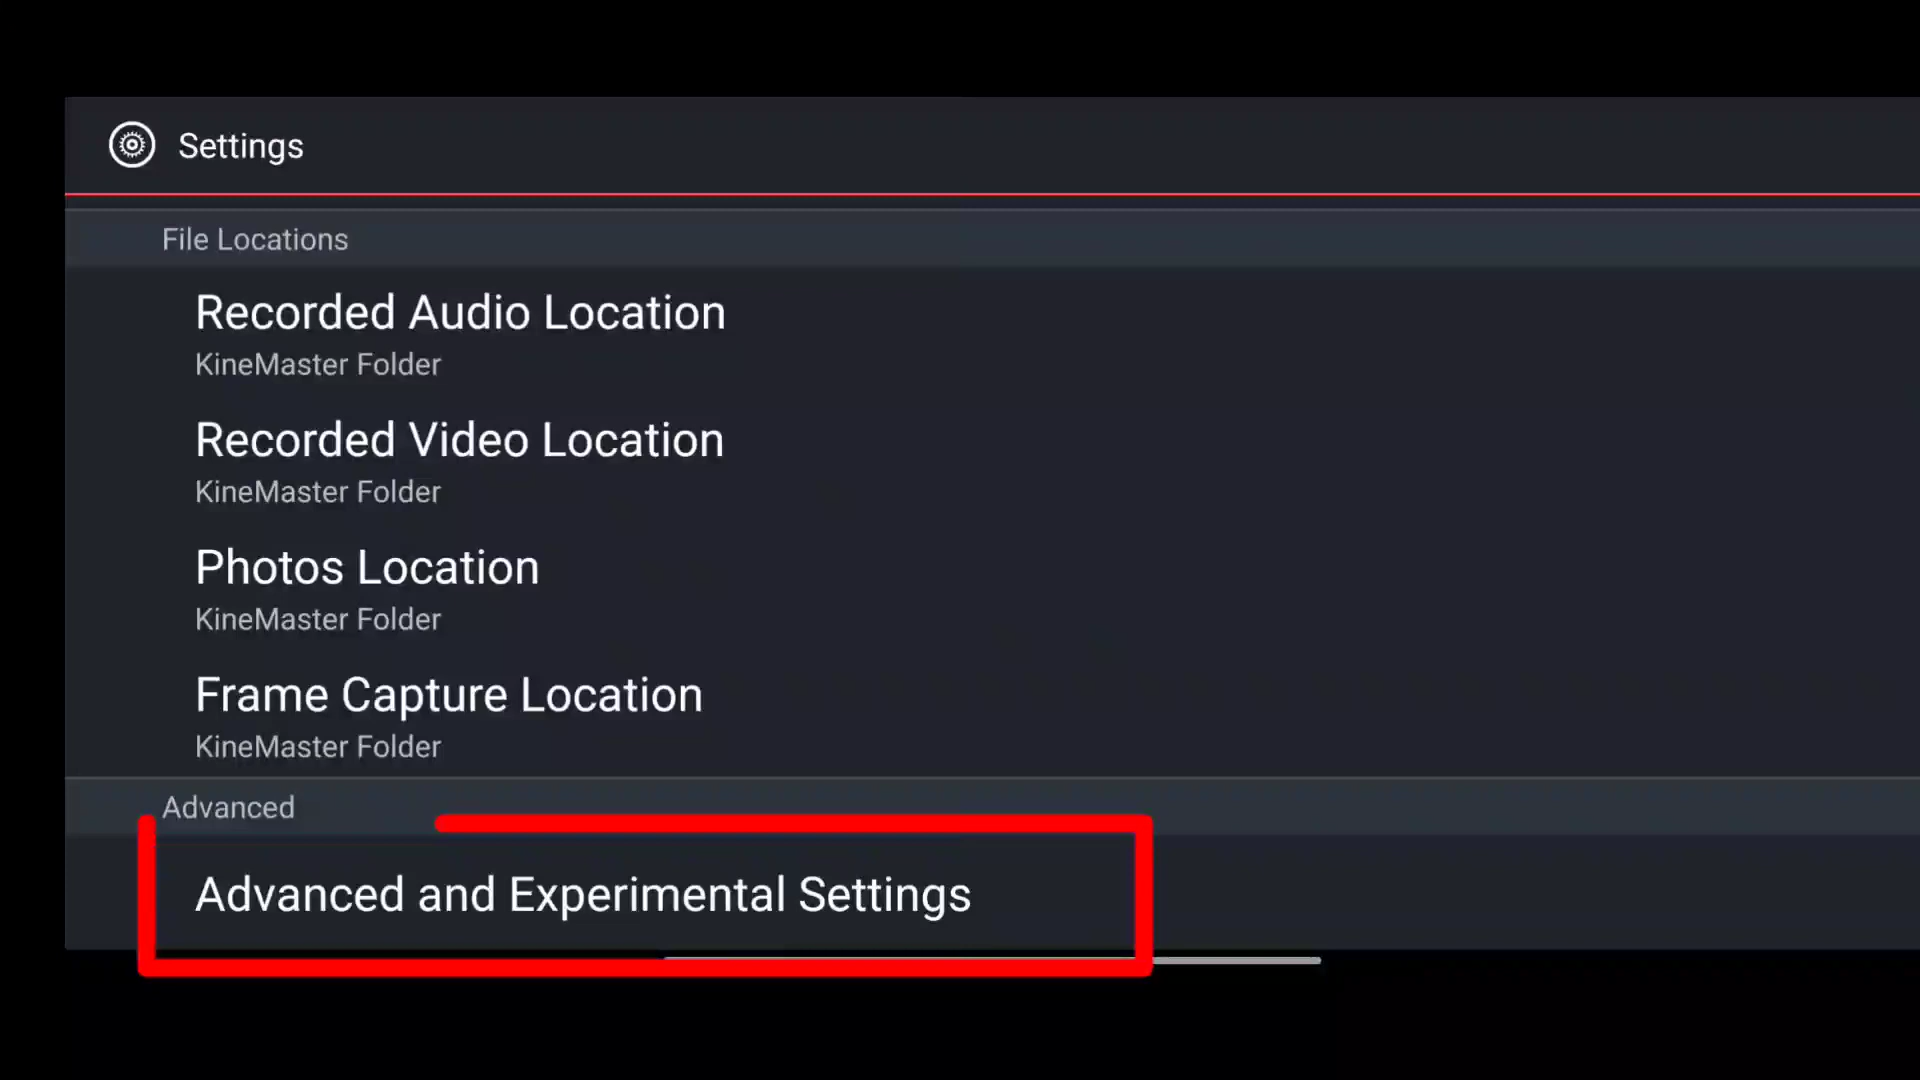 Settings
File Locations
Recorded Audio Location
KineMaster Folder
Recorded Video Location
KineMaster Folder
Photos Location
KineMaster Folder
Frame Capture Location
KineMaster Folder
Advanced
Advanced and Experimental Settings